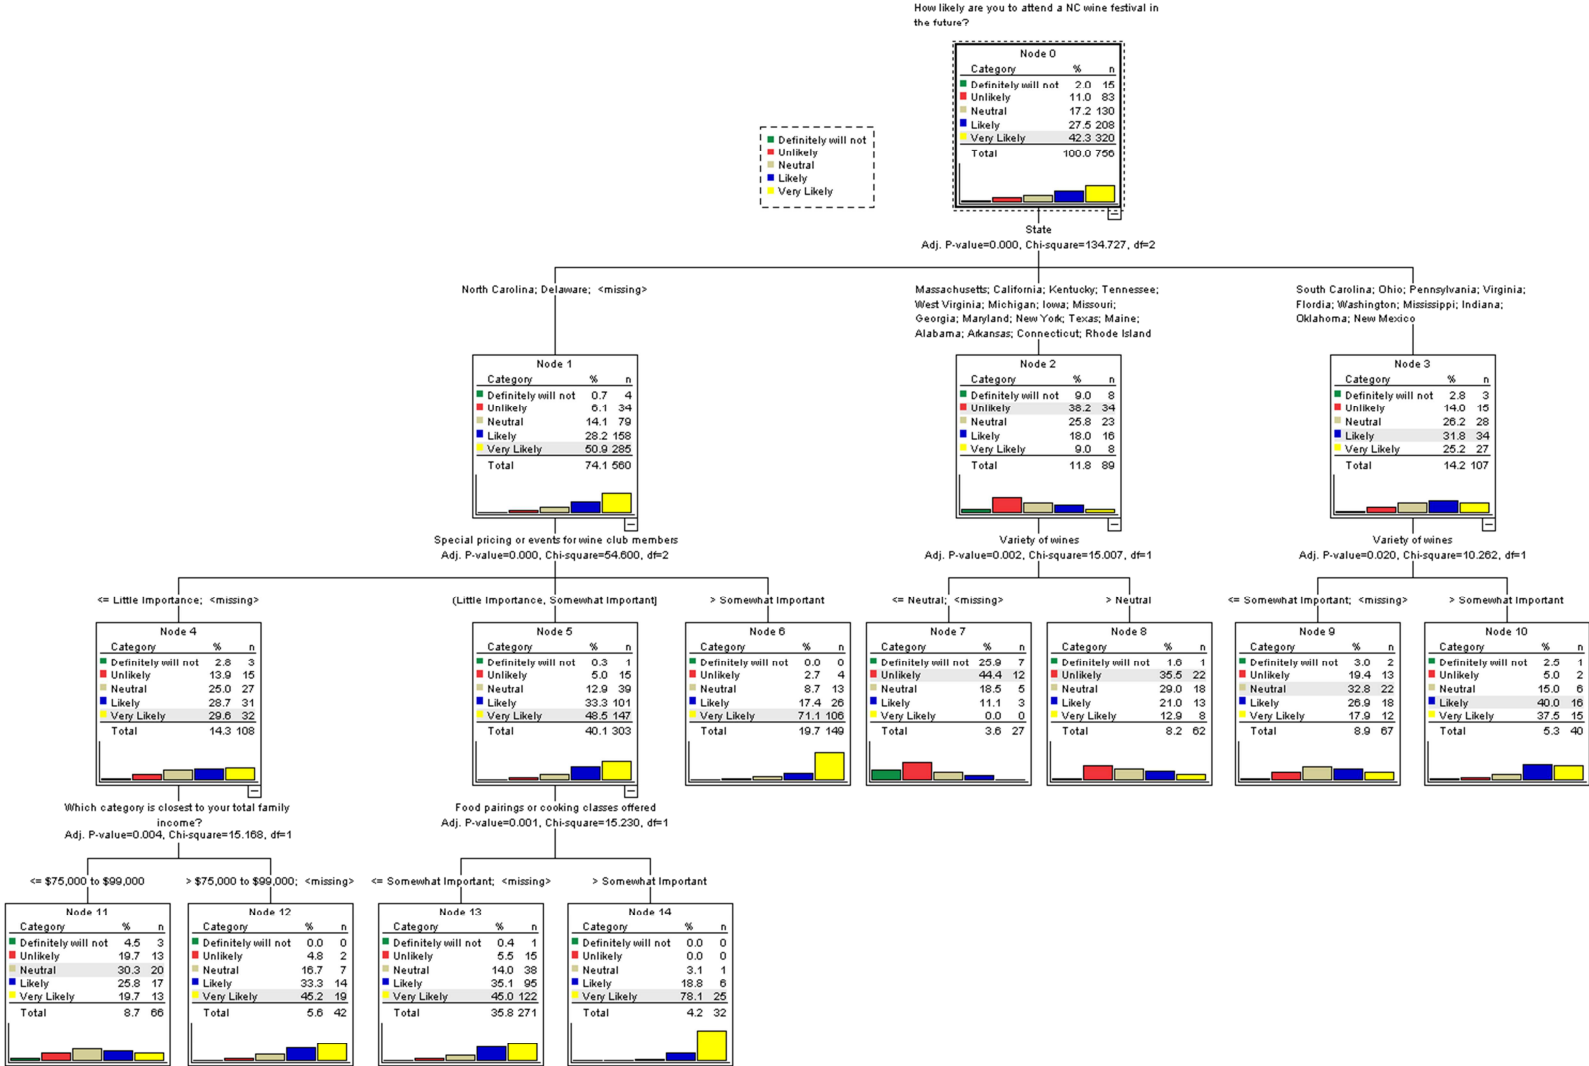 How likely are you to attend a NC wine festival in
the future?
Node 0
Category % n
Definitely will not 2.0 15
Unlikely 11.0 83
Neutral 17.2 130
Likely 27.5 208
Very Likely 42.3 320
Total 100.0 756
Definitely will not
Unlikely
Neutral
Likely
Very Likely
State
Adj. P-value=0.000, Chi-square=134.727, df=2
North Carolina; Delaware; <missing>
Massachusetts; California; Kentucky; Tennessee;
West Virginia; Michigan; Iowa; Missouri;
Georgia; Maryland; New York; Texas; Maine;
Alabama; Arkansas; Connecticut; Rhode Island
South Carolina; Ohio; Pennsylvania; Virginia;
Flordia; Washington; Mississippi; Indiana;
Oklahoma; New Mexico
Node 1
Category % n
Definitely will not 0.7 4
Unlikely 6.1 34
Neutral 14.1 79
Likely 28.2 158
Very Likely 50.9 285
Total 74.1 560
Node 2
Category % n
Definitely will not 9.0 8
Unlikely 38.2 34
Neutral 25.8 23
Likely 18.0 16
Very Likely 9.0 8
Total 11.8 89
Node 3
Category % n
Definitely will not 2.8 3
Unlikely 14.0 15
Neutral 26.2 28
Likely 31.8 34
Very Likely 25.2 27
Total 14.2 107
Special pricing or events for wine club members
Adj. P-value=0.000, Chi-square=54.600, df=2
Variety of wines
Adj. P-value=0.002, Chi-square=15.007, df=1
Variety of wines
Adj. P-value=0.020, Chi-square=10.262, df=1
<= Little Importance; <missing>
(Little Importance, Somewhat Important]
> Somewhat Important
<= Neutral; <missing>
> Neutral
<= Somewhat Important; <missing>
> Somewhat Important
Node 4
Category % n
Definitely will not 2.8 3
Unlikely 13.9 15
Neutral 25.0 27
Likely 28.7 31
Very Likely 29.6 32
Total 14.3 108
Node 5
Category % n
Definitely will not 0.3 1
Unlikely 5.0 15
Neutral 12.9 39
Likely 33.3 101
Very Likely 48.5 147
Total 40.1 303
Node 6
Category % n
Definitely will not 0.0 0
Unlikely 2.7 4
Neutral 8.7 13
Likely 17.4 26
Very Likely 71.1 106
Total 19.7 149
Node 7
Category % n
Definitely will not 25.9 7
Unlikely 44.4 12
Neutral 18.5 5
Likely 11.1 3
Very Likely 0.0 0
Total 3.6 27
Node 8
Category % n
Definitely will not 1.6 1
Unlikely 35.5 22
Neutral 29.0 18
Likely 21.0 13
Very Likely 12.9 8
Total 8.2 62
Node 9
Category % n
Definitely will not 3.0 2
Unlikely 19.4 13
Neutral 32.8 22
Likely 26.9 18
Very Likely 17.9 12
Total 8.9 67
Node 10
Category % n
Definitely will not 2.5 1
Unlikely 5.0 2
Neutral 15.0 6
Likely 40.0 16
Very Likely 37.5 15
Total 5.3 40
Which category is closest to your total family
income?
Adj. P-value=0.004, Chi-square=15.168, df=1
Food pairings or cooking classes offered
Adj. P-value=0.001, Chi-square=15.230, df=1
<= $75,000 to $99,000
> $75,000 to $99,000; <missing>
<= Somewhat Important; <missing>
> Somewhat Important
Node 11
Category % n
Definitely will not 4.5 3
Unlikely 19.7 13
Neutral 30.3 20
Likely 25.8 17
Very Likely 19.7 13
Total 8.7 66
Node 12
Category % n
Definitely will not 0.0 0
Unlikely 4.8 2
Neutral 16.7 7
Likely 33.3 14
Very Likely 45.2 19
Total 5.6 42
Node 13
Category % n
Definitely will not 0.4 1
Unlikely 5.5 15
Neutral 14.0 38
Likely 35.1 95
Very Likely 45.0 122
Total 35.8 271
Node 14
Category % n
Definitely will not 0.0 0
Unlikely 0.0 0
Neutral 3.1 1
Likely 18.8 6
Very Likely 78.1 25
Total 4.2 32